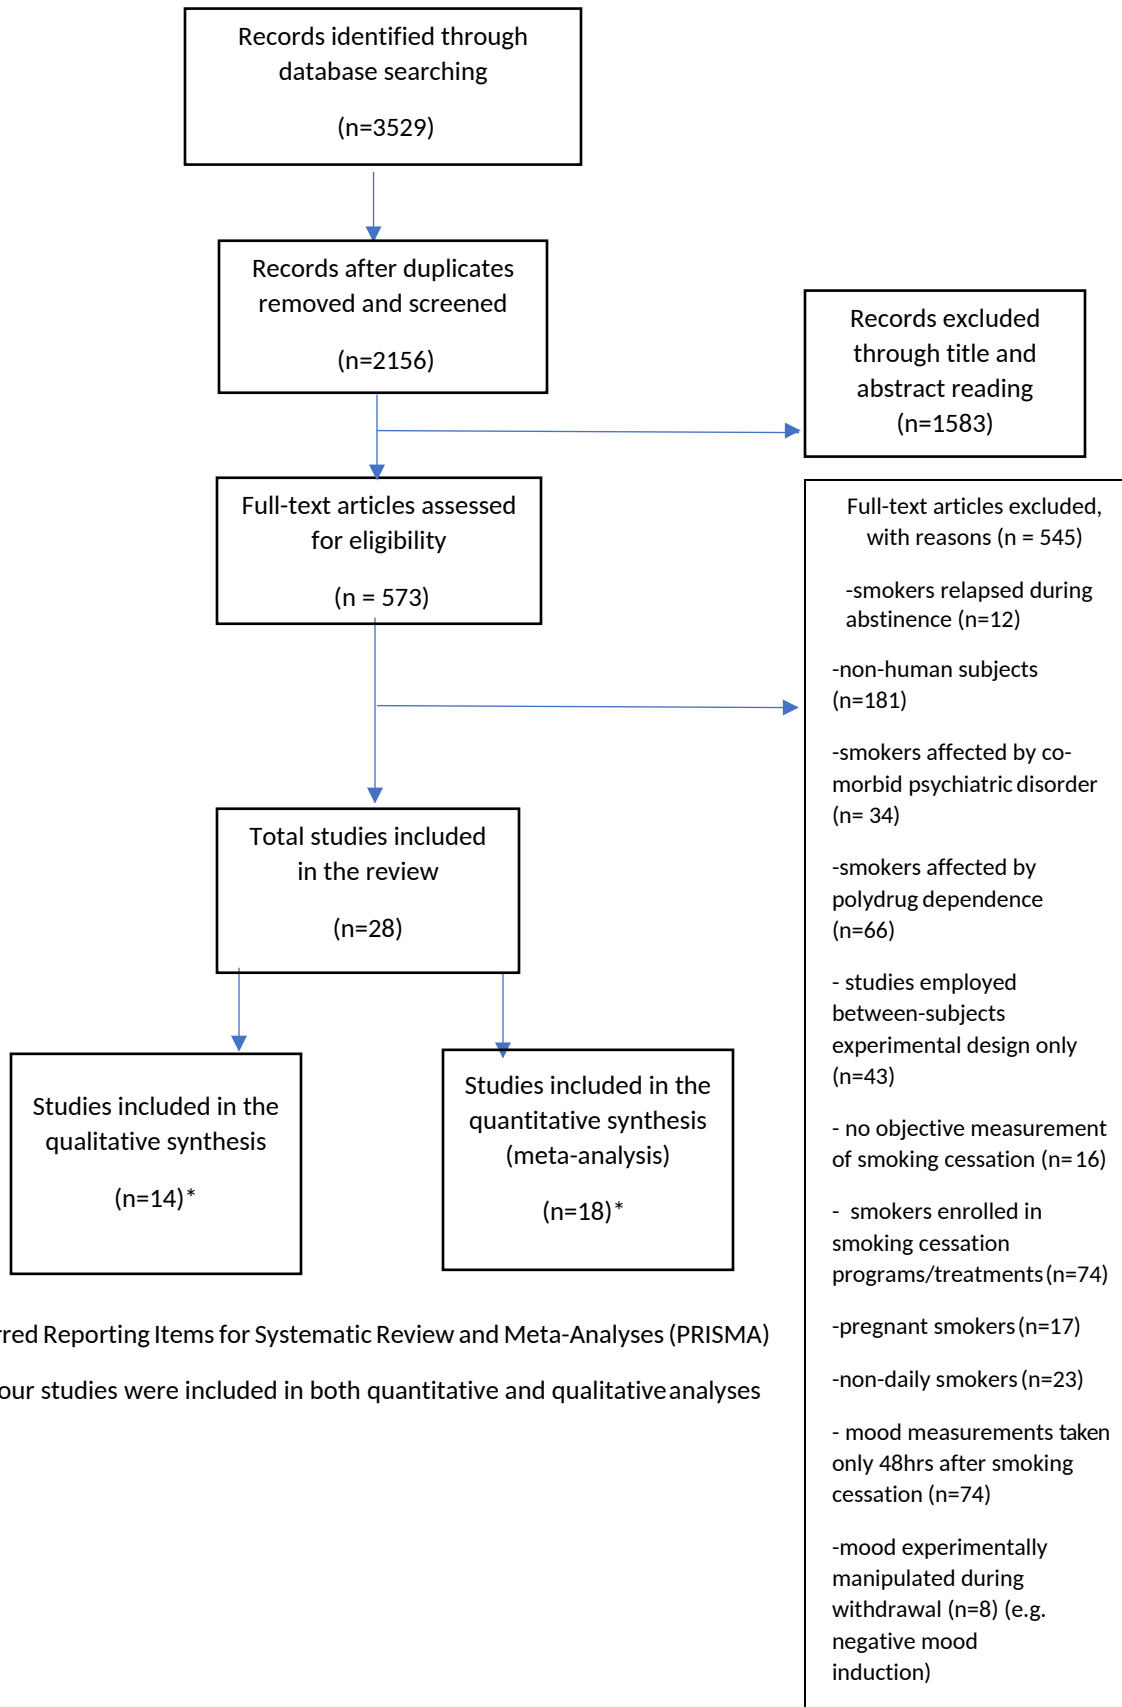 Records identified through
database searching
(n=3529)
Records after duplicates
removed and screened
(n=2156)
Records excluded
through title and
abstract reading
(n=1583)
Full-text articles assessed
for eligibility
(n = 573)
Full-text articles excluded,
with reasons (n = 545)
-smokers relapsed during
abstinence (n=12)
-non-human subjects
(n=181)
-smokers affected by co-
morbid psychiatric disorder
(n= 34)
-smokers affected by
polydrug dependence
(n=66)
- studies employed
between-subjects
experimental design only
(n=43)
- no objective measurement
of smoking cessation (n=16)
- smokers enrolled in
smoking cessation
programs/treatments (n=74)
-pregnant smokers (n=17)
-non-daily smokers (n=23)
- mood measurements taken
only 48hrs after smoking
cessation (n=74)
-mood experimentally
manipulated during
withdrawal (n=8) (e.g.
negative mood
induction)
Total studies included
in the review
(n=28)
Studies included in the
qualitative synthesis
(n=14)*
Studies included in the
quantitative synthesis
(meta-analysis)
(n=18)*
rred Reporting Items for Systematic Review and Meta-Analyses (PRISMA)
our studies were included in both quantitative and qualitative analyses